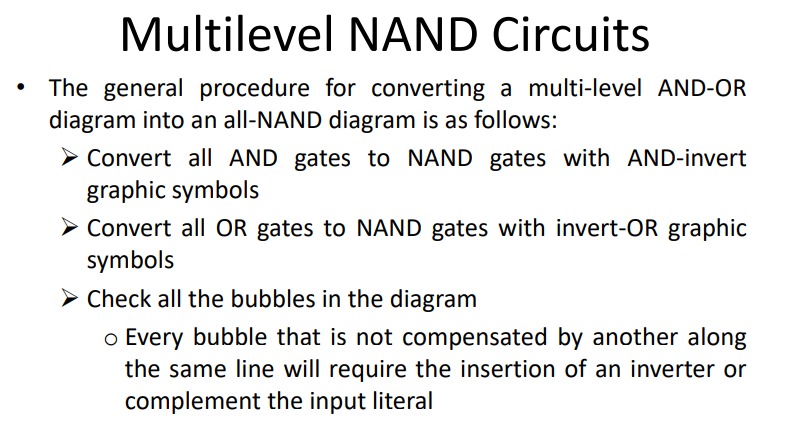 Multilevel NAND Circuits
• The general procedure for converting a multi-level AND-OR
diagram into an all-NAND diagram is as follows:
➢ Convert all AND gates to NAND gates with AND-invert
graphic symbols
➢ Convert all OR gates to NAND gates with invert-OR graphic
symbols
➢ Check all the bubbles in the diagram
o Every bubble that is not compensated by another along
the same line will require the insertion of an inverter or
complement the input literal